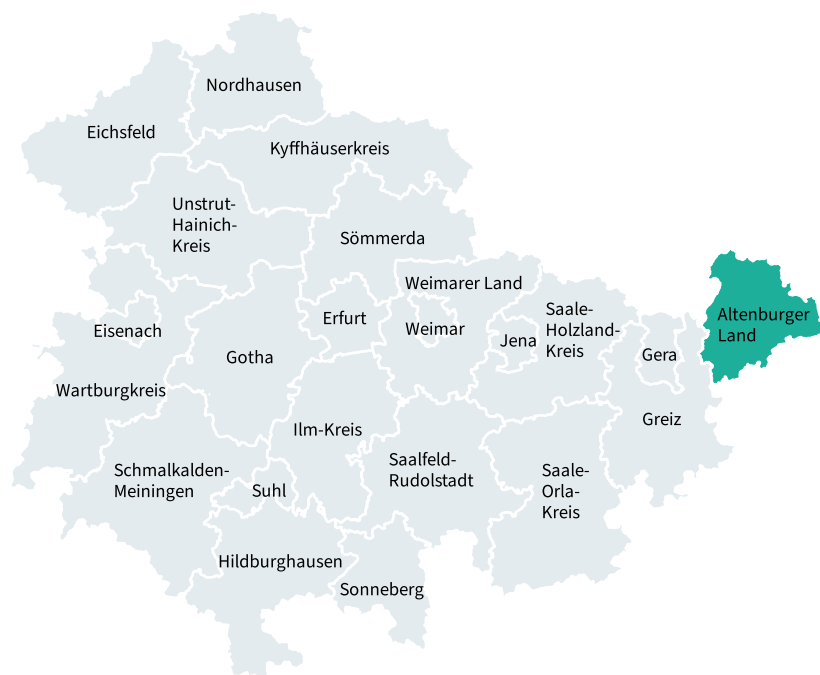 Nordhausen
Eichsfeld
Kyffhäuserkreis
Unstrut-
Hainich-
Kreis
Sömmerda
Weimarer Land
Saale-
Holzland-
Kreis
Altenburger
Land
Eisenach
Erfurt
Weimar
Jena
Gera
Gotha
Wartburgkreis
Greiz
Ilm-Kreis
Schmalkalden-
Meiningen
Suhl
Saalfeld-
Rudolstadt
Saale-
Orla-
Kreis
Hildburghausen
Sonneberg